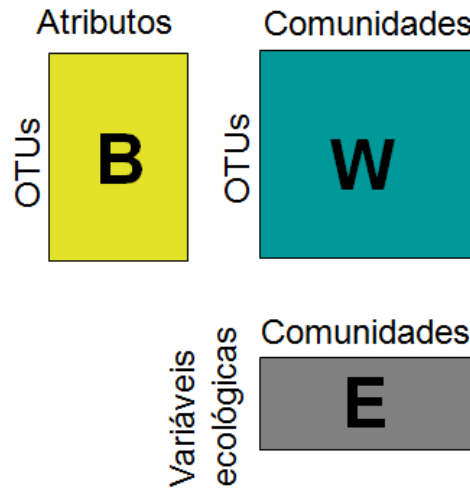 Atributos
Comunidades
OTUs
B
OTUs
W
Comunidades
Variáveis
ecológicas
E